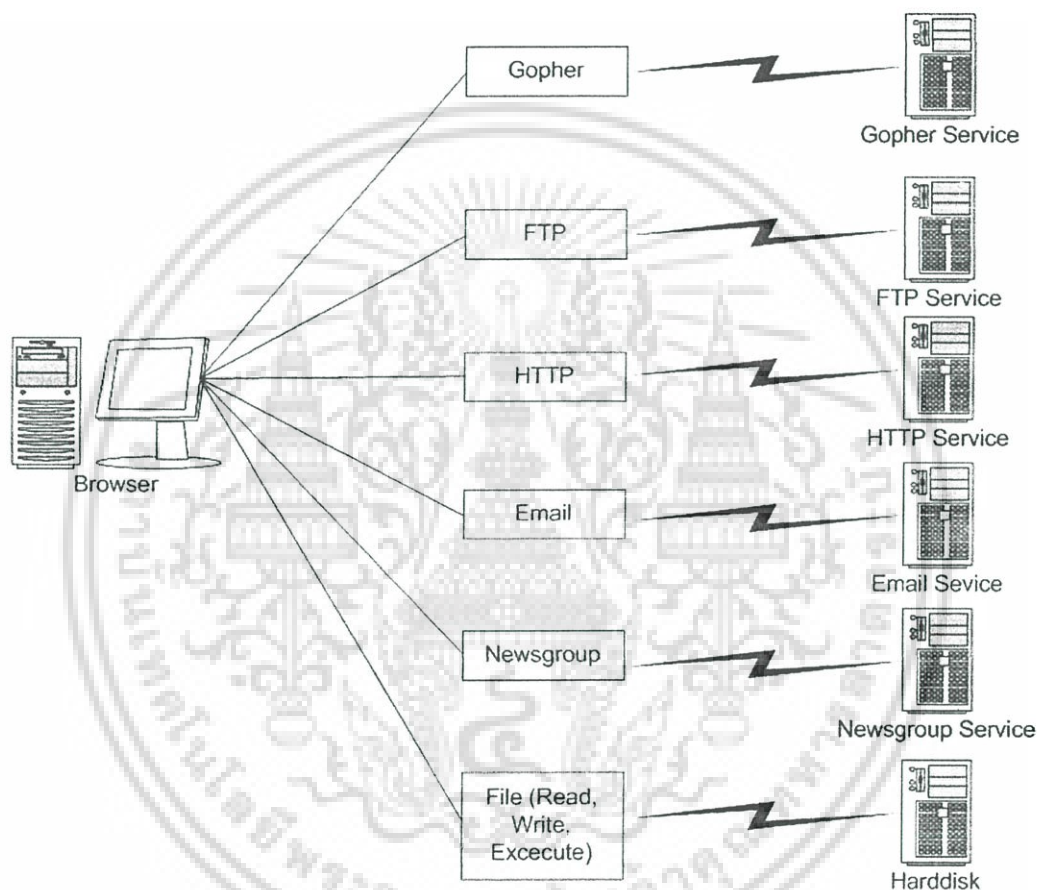 Gopher
Gopher Service
FTP
FTP Service
HTTP
HTTP Service
Browser
Email
Email Sevice
Newsgroup
Newsgroup Service
File (Read,
Write,
Excecute)
Harddisk